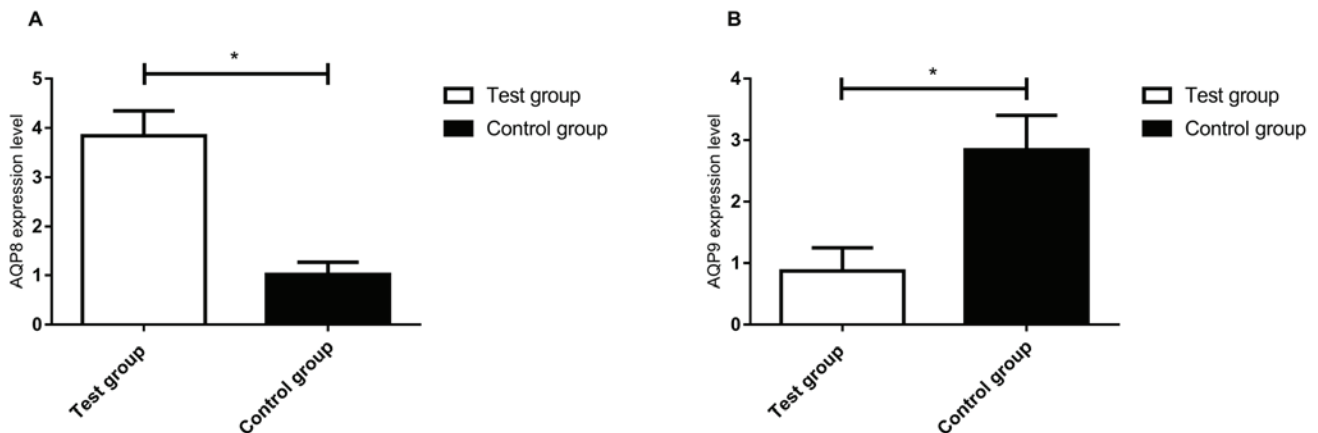 A
*
5
4
3
2
1
0
AQP8 expression level
Test group
Control group
Test group
Control group
B
*
4
3
2
1
0
AQP9 expression level
Test group
Control group
Test group
Control group